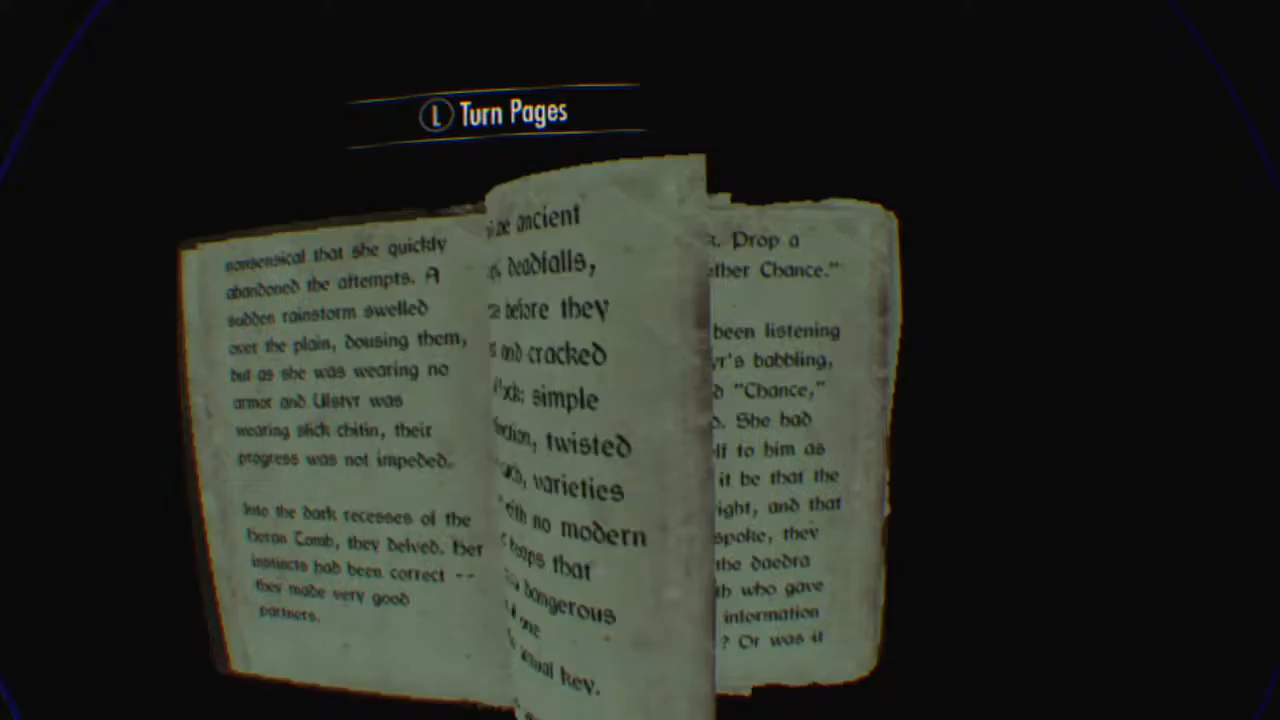 L Turn Pages
nonsensical that she quickly
abandoned the attempts. A
sudden rainstorm swelled
over the plain, dousing them,
but as she was wearing no
armor and Ulstyr was
wearing slick chitin, their
progress was not impeded.
Into the dark recesses of the
Heran Tomb, they delved. Her
instincts had been correct --
they made very good
partners.
ancient
deadfalls,
before they
and cracked
simple
twisted
varieties
with no modern
traps that
dangerous
one
actual key.
Drop a
Chance."
been listening
babbling,
"Chance,"
She had
to him as
it be that the
and that
spoke, they
the daedra
who gave
information
? Or was it